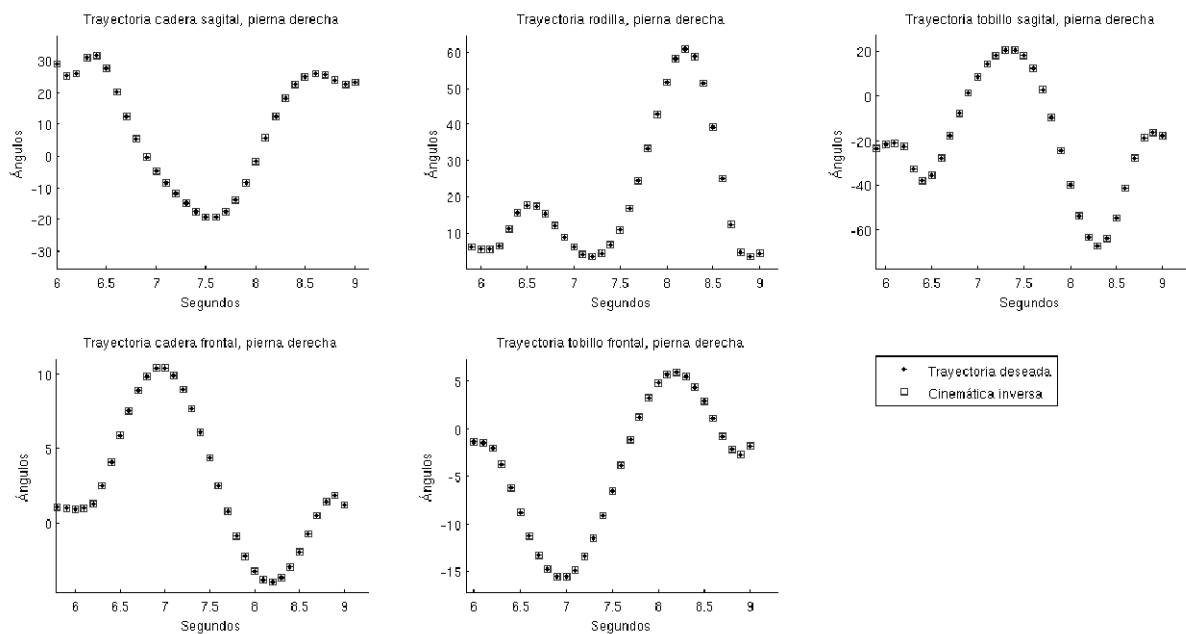 Trayectoria cadera sagital, pierna derecha
Ángulos
30
20
10
0
-10
-20
-30
6 6.5 7 7.5 8 8.5 9
Segundos
Trayectoria rodilla, pierna derecha
Ángulos
60
50
40
30
20
10
6 6.5 7 7.5 8 8.5 9
Segundos
Trayectoria tobillo sagital, pierna derecha
Ángulos
20
0
-20
-40
-60
6 6.5 7 7.5 8 8.5 9
Segundos
Trayectoria cadera frontal, pierna derecha
Ángulos
10
5
0
6 6.5 7 7.5 8 8.5 9
Segundos
Trayectoria tobillo frontal, pierna derecha
Ángulos
5
0
-5
-10
-15
6 6.5 7 7.5 8 8.5 9
Segundos
Trayectoria deseada
Cinemática inversa